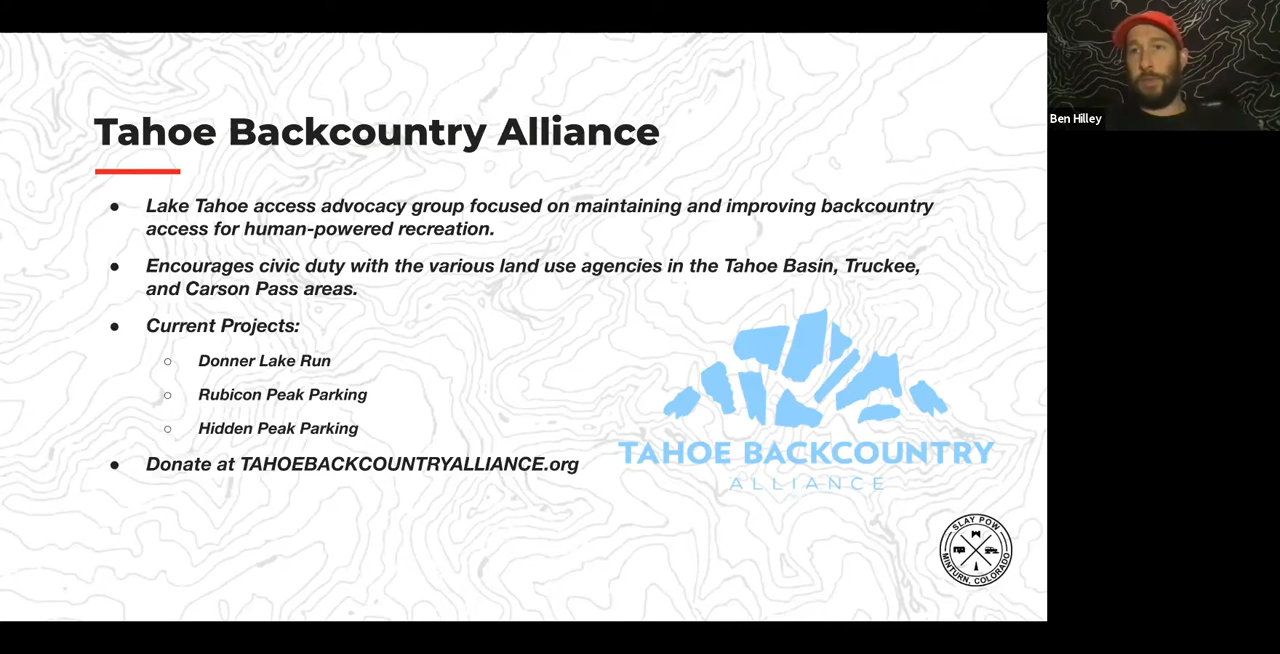 Tahoe Backcountry Alliance
● Lake Tahoe access advocacy group focused on maintaining and improving backcountry
access for human-powered recreation.
● Encourages civic duty with the various land use agencies in the Tahoe Basin, Truckee,
and Carson Pass areas.
● Current Projects:
○ Donner Lake Run
○ Rubicon Peak Parking
○ Hidden Peak Parking
● Donate at TAHOEBACKCOUNTRYALLIANCE.org
TAHOE BACKCOUNTRY
ALLIANCE
SLAY POW
MINTURN, COLORADO
Ben Hilley